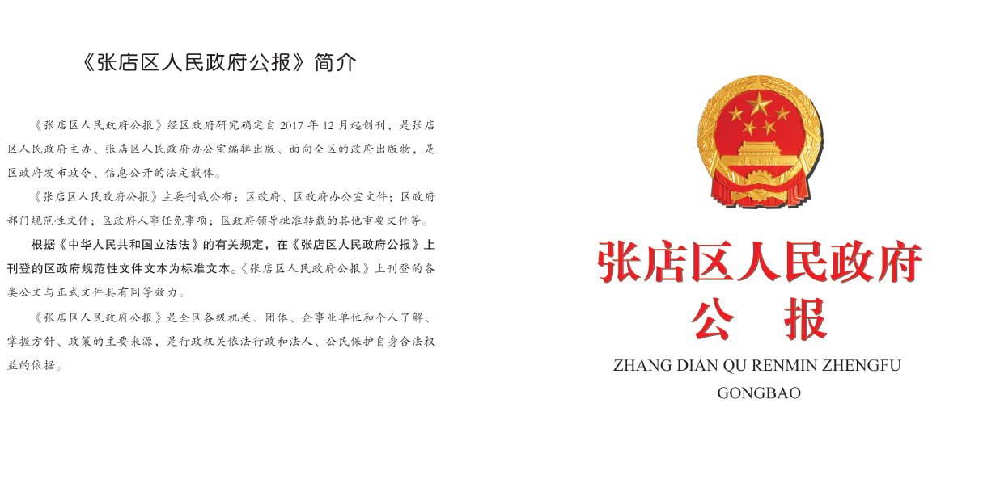 《张店区人民政府公报》简介
《张店区人民政府公报》经区政府研究确定自 2017 年 12 月起创刊，是张店
区人民政府主办、张店区人民政府办公室编辑出版、面向全区的政府出版物，是
区政府发布政令、信息公开的法定载体。
《张店区人民政府公报》主要刊载公布：区政府、区政府办公室文件；区政府
部门规范性文件；区政府人事任免事项；区政府领导批准转载的其他重要文件等。
根据《中华人民共和国立法法》的有关规定，在《张店区人民政府公报》上
刊登的区政府规范性文件文本为标准文本。《张店区人民政府公报》上刊登的各
类公文与正式文件具有同等效力。
《张店区人民政府公报》是全区各级机关、团体、企事业单位和个人了解、
掌握方针、政策的主要来源，是行政机关依法行政和法人、公民保护自身合法权
益的依据。
张店区人民政府
公 报
ZHANG DIAN QU RENMIN ZHENGFU
GONGBAO